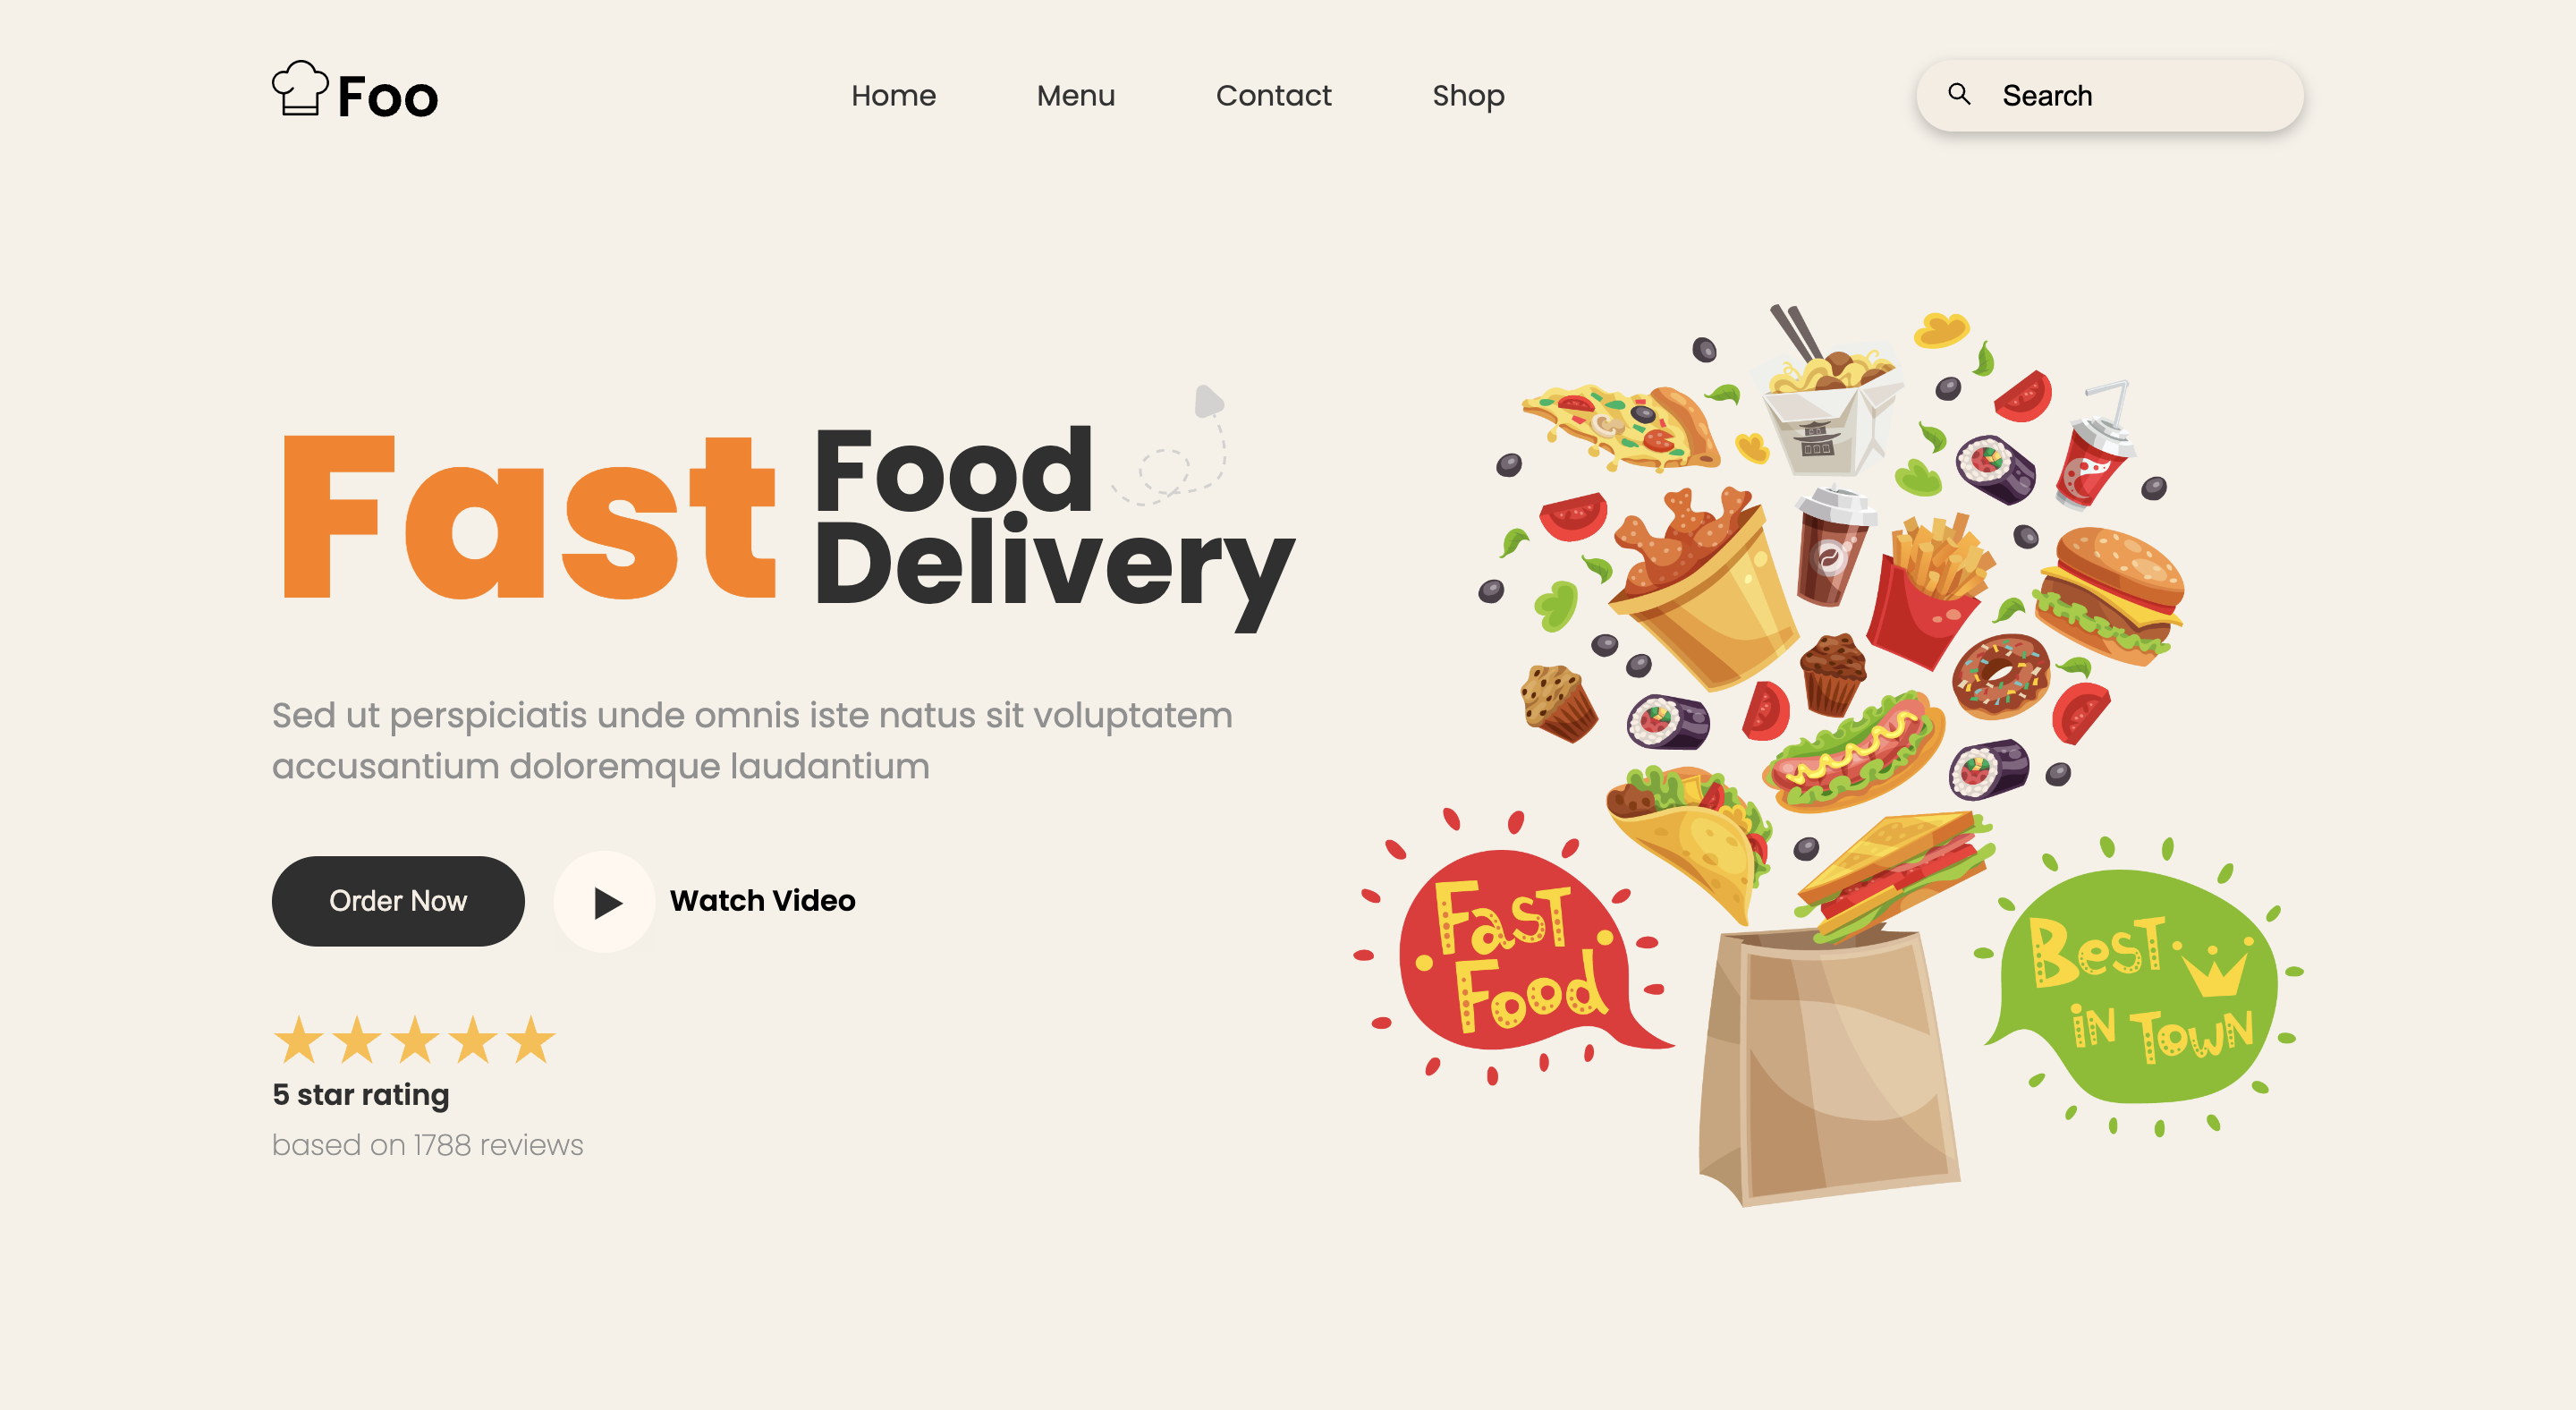 Foo
Home Menu Contact Shop
Search
Fast Food
Delivery
Sed ut perspiciatis unde omnis iste natus sit voluptatem
accusantium doloremque laudantium
Order Now
Watch Video
5 star rating
based on 1788 reviews
Fast
Food
Best
in Town